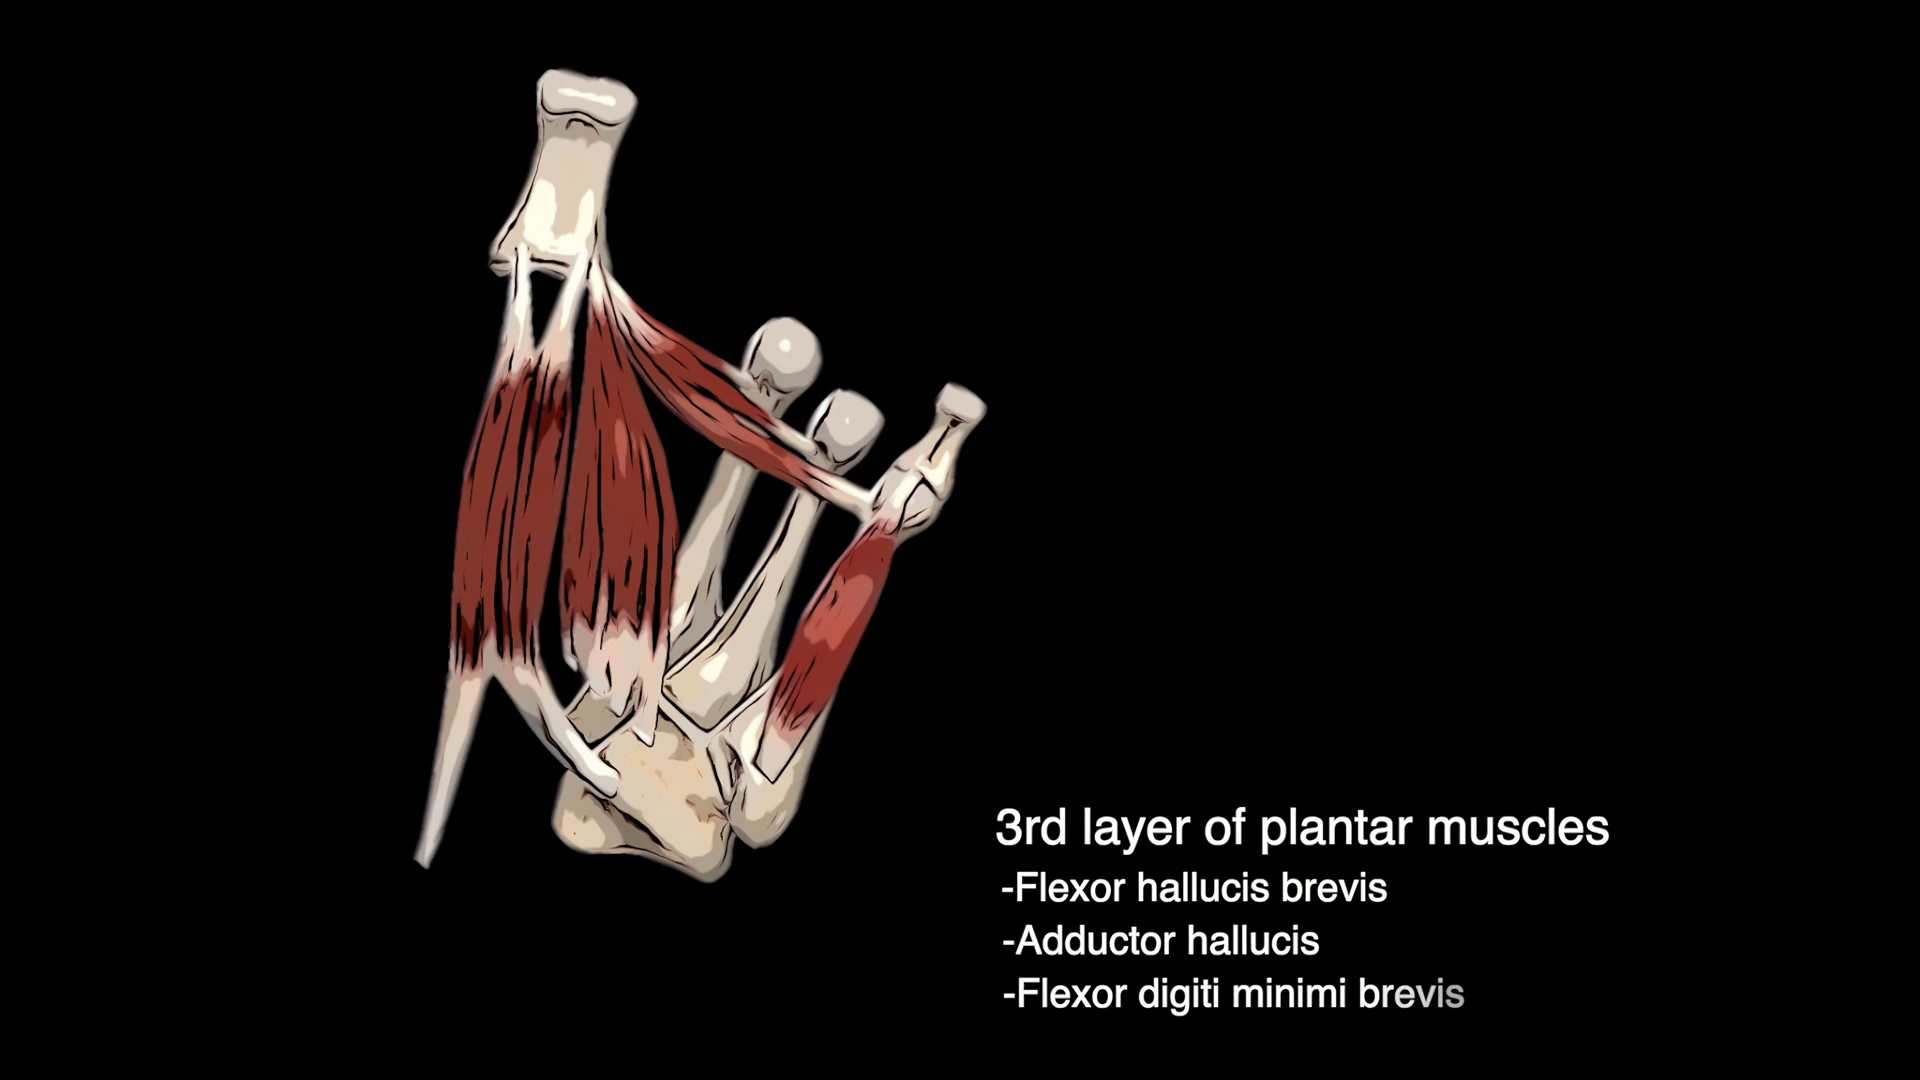 3rd layer of plantar muscles
-Flexor hallucis brevis
-Adductor hallucis
-Flexor digiti minimi brevis